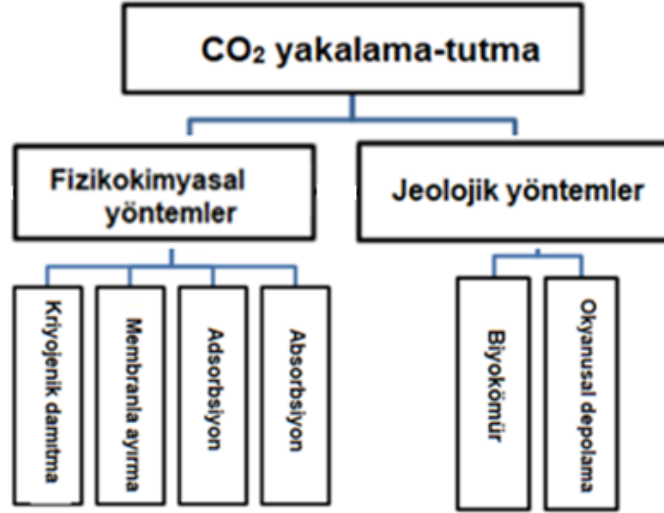 CO₂ yakalama-tutma
Fizikokimyasal
yöntemler
Jeolojik yöntemler
Kriyojenik damıtma
Membranla ayırma
Adsorbsiyon
Absorbsiyon
Biyokömür
Okyanusal depolama